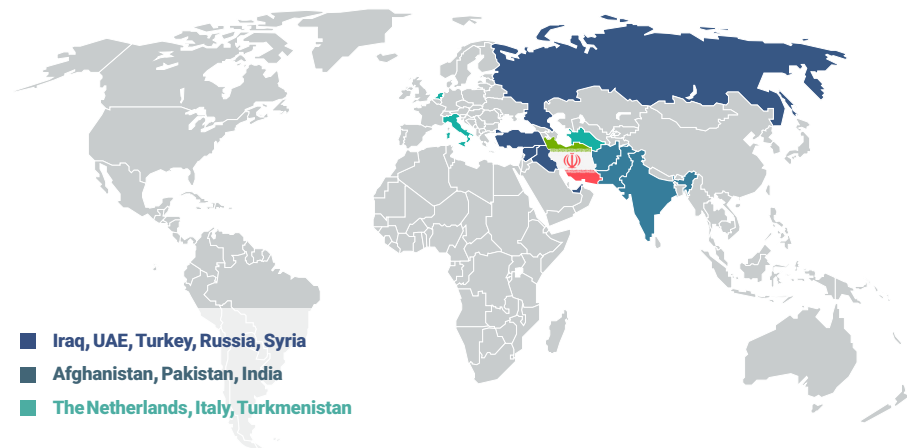 Iraq, UAE, Turkey, Russia, Syria
Afghanistan, Pakistan, India
The Netherlands, Italy, Turkmenistan